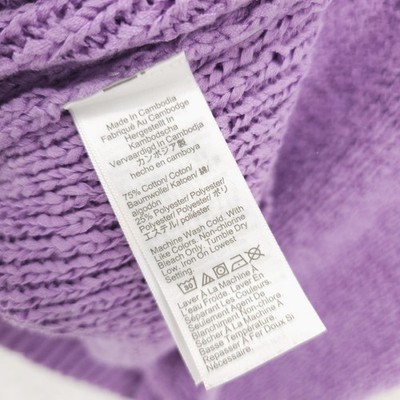 Made In Cambodia
Fabriqué Au Cambodge
Hergestellt In
Kambodscha
Vervaardigd In Cambodja
カンボジア製
hecho en camboya
75% Cotton/ Coton/
Baumwolle/ Katoen/ 綿/
algodón
25% Polyester/ Polyester/
Polyester/ Polyester/ ポリ
エステル/ poliéster
Machine Wash Cold. With
Like Colors. Non-chlorine
Bleach Only. Tumble Dry
Low. Iron On Lowest
Setting.
30
Laver À La Machine À
L'eau Froide. Laver En
Séparant Les Couleurs.
Seulement Agent De
Blanchiment Non Chloré
Sécher En Machine À
Basse Température.
Repasser À Fer Doux Si
Nécessaire.